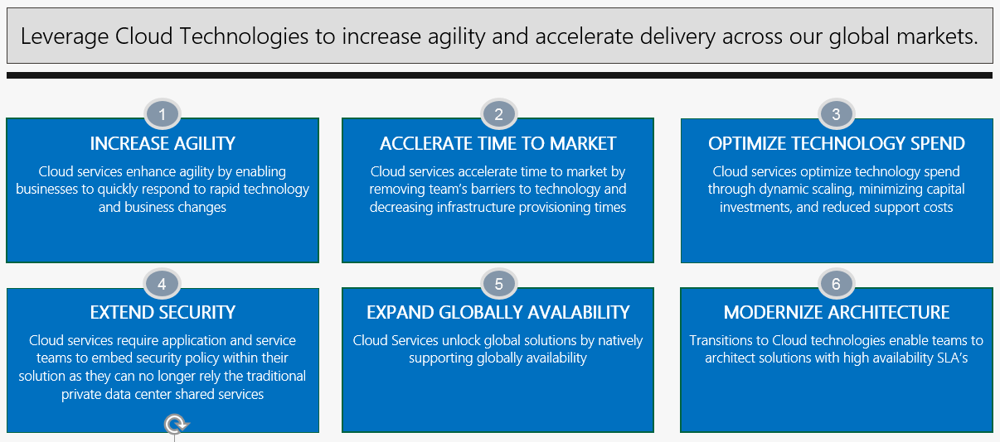 Leverage Cloud Technologies to increase agility and accelerate delivery across our global markets.
1
INCREASE AGILITY
Cloud services enhance agility by enabling
businesses to quickly respond to rapid technology
and business changes
2
ACCLERATE TIME TO MARKET
Cloud services accelerate time to market by
removing team’s barriers to technology and
decreasing infrastructure provisioning times
3
OPTIMIZE TECHNOLOGY SPEND
Cloud services optimize technology spend
through dynamic scaling, minimizing capital
investments, and reduced support costs
4
EXTEND SECURITY
Cloud services require application and service
teams to embed security policy within their
solution as they can no longer rely the traditional
private data center shared services
5
EXPAND GLOBALLY AVALABILITY
Cloud Services unlock global solutions by natively
supporting globally availability
6
MODERNIZE ARCHITECTURE
Transitions to Cloud technologies enable teams to
architect solutions with high availability SLA’s